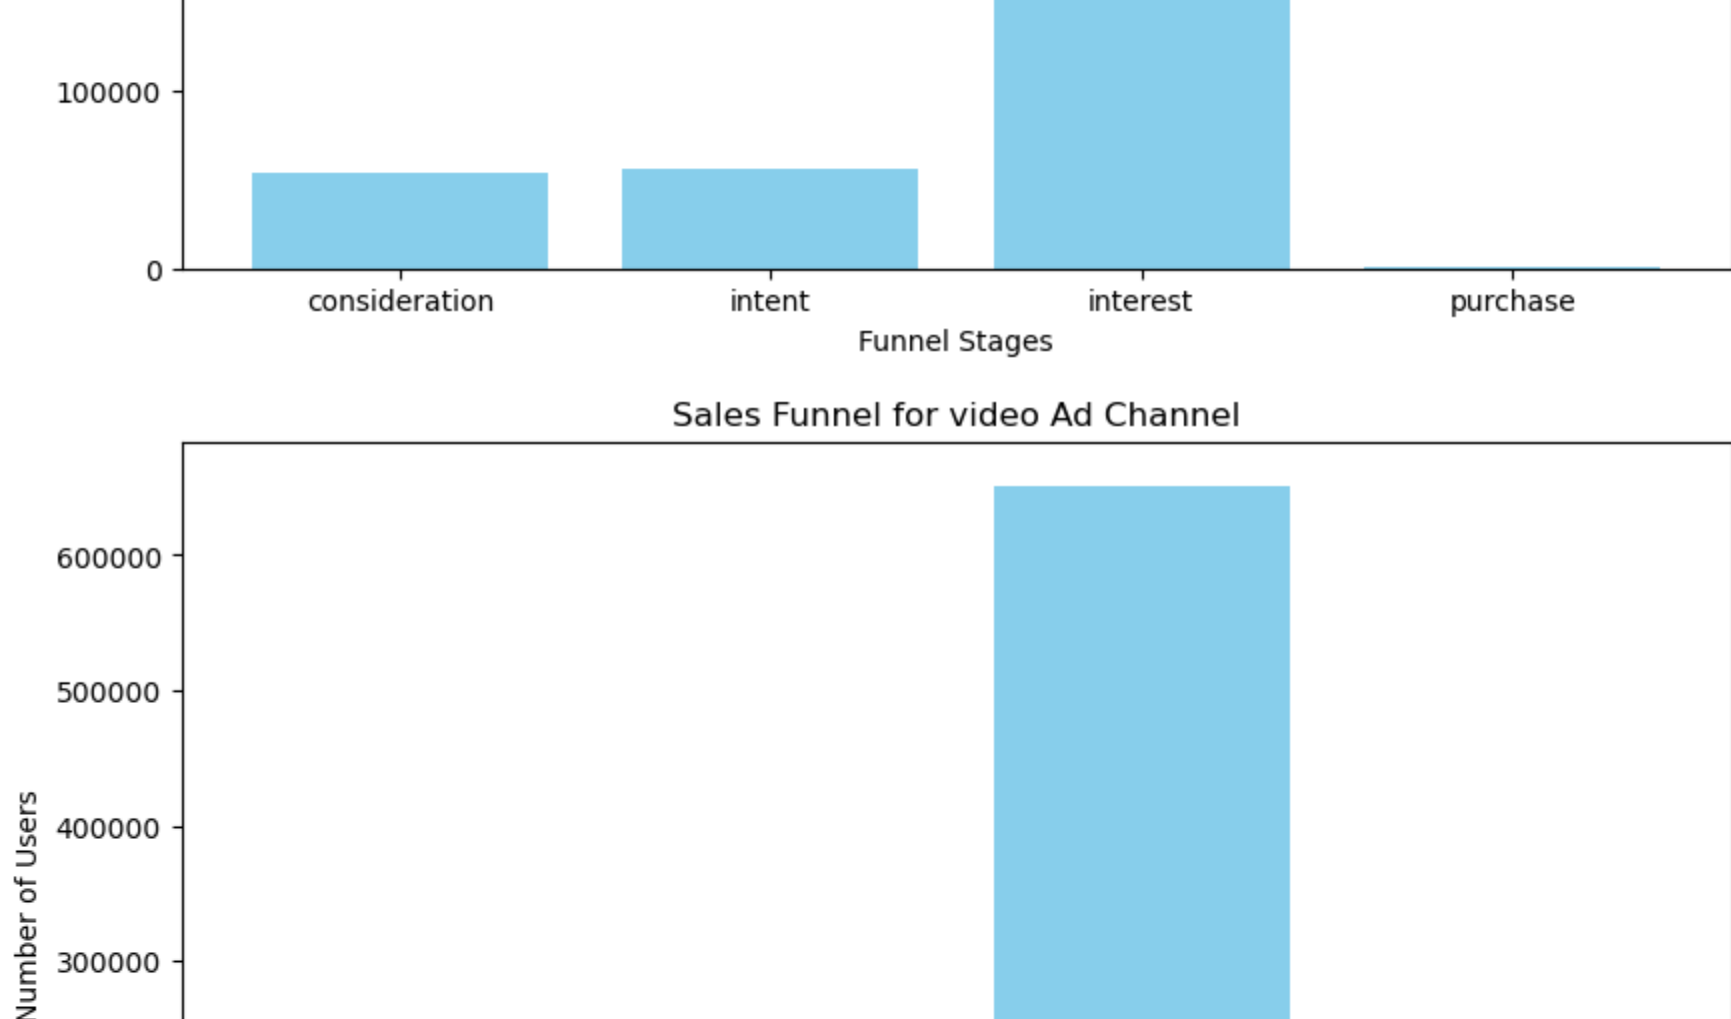 100000
0
consideration intent interest purchase
Funnel Stages
Sales Funnel for video Ad Channel
600000
500000
400000
300000
Number of Users